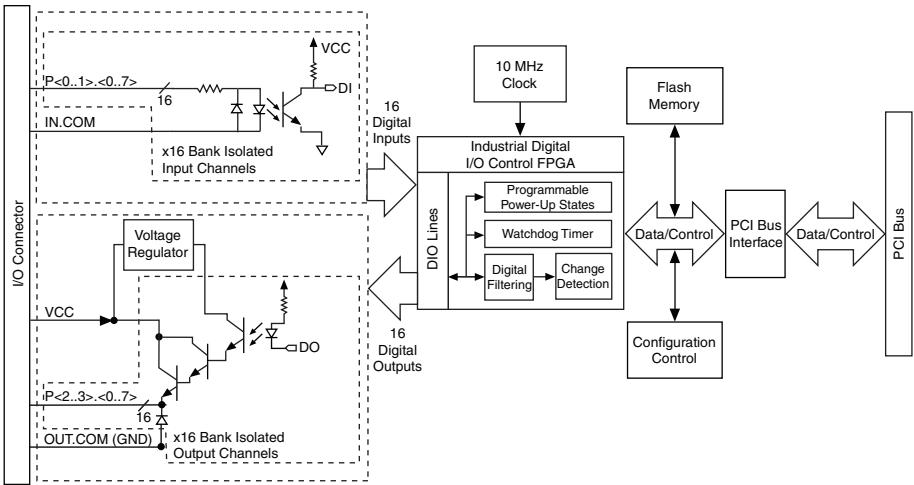 I/O Connector
P<0..1>.<0..7>
16
IN.COM
VCC
DI
x16 Bank Isolated
Input Channels
16
Digital
Inputs
10 MHz
Clock
Industrial Digital
I/O Control FPGA
DIO Lines
Programmable
Power-Up States
Watchdog Timer
Digital
Filtering
Change
Detection
Flash
Memory
Data/Control
PCI Bus
Interface
Data/Control
PCI Bus
Configuration
Control
Voltage
Regulator
VCC
DO
16
Digital
Outputs
P<2..3>.<0..7>
16
OUT.COM (GND)
x16 Bank Isolated
Output Channels